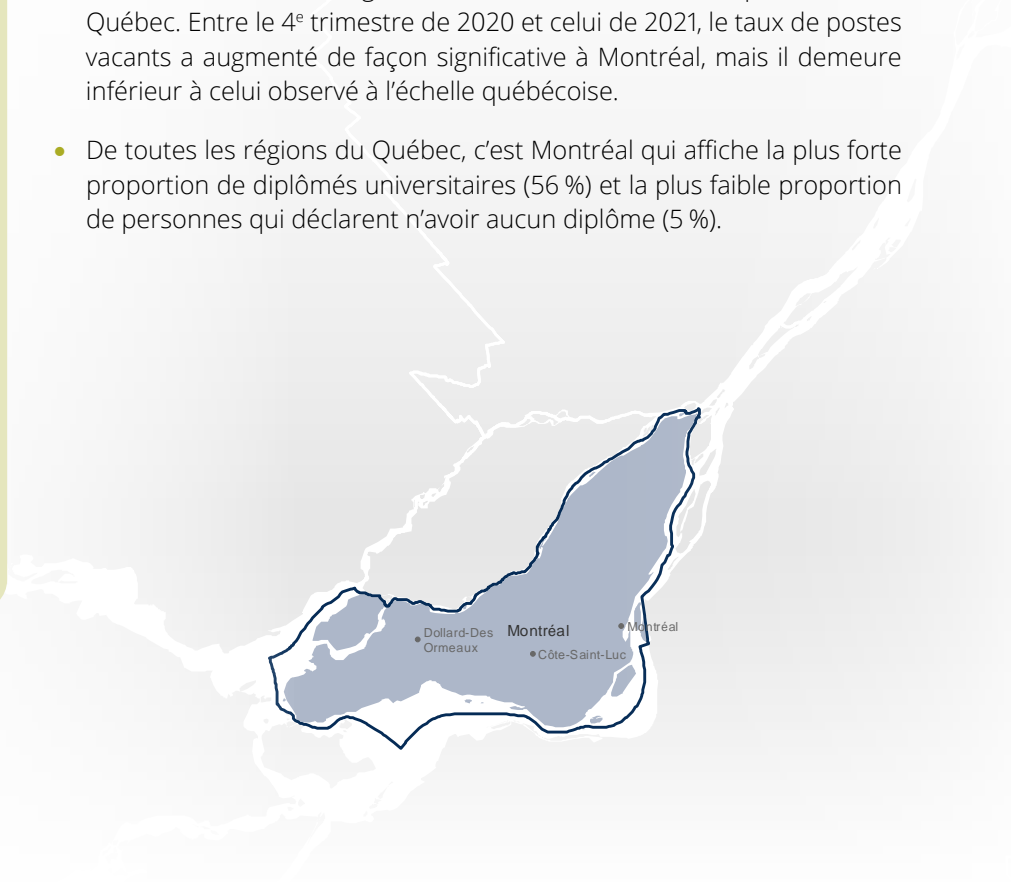 Québec. Entre le 4e trimestre de 2020 et celui de 2021, le taux de postes
vacants a augmenté de façon significative à Montréal, mais il demeure
inférieur à celui observé à l’échelle québécoise.
• De toutes les régions du Québec, c’est Montréal qui affiche la plus forte
proportion de diplômés universitaires (56 %) et la plus faible proportion
de personnes qui déclarent n’avoir aucun diplôme (5 %).
Dollard-Des
Ormeaux
Montréal
Montréal
Côte-Saint-Luc